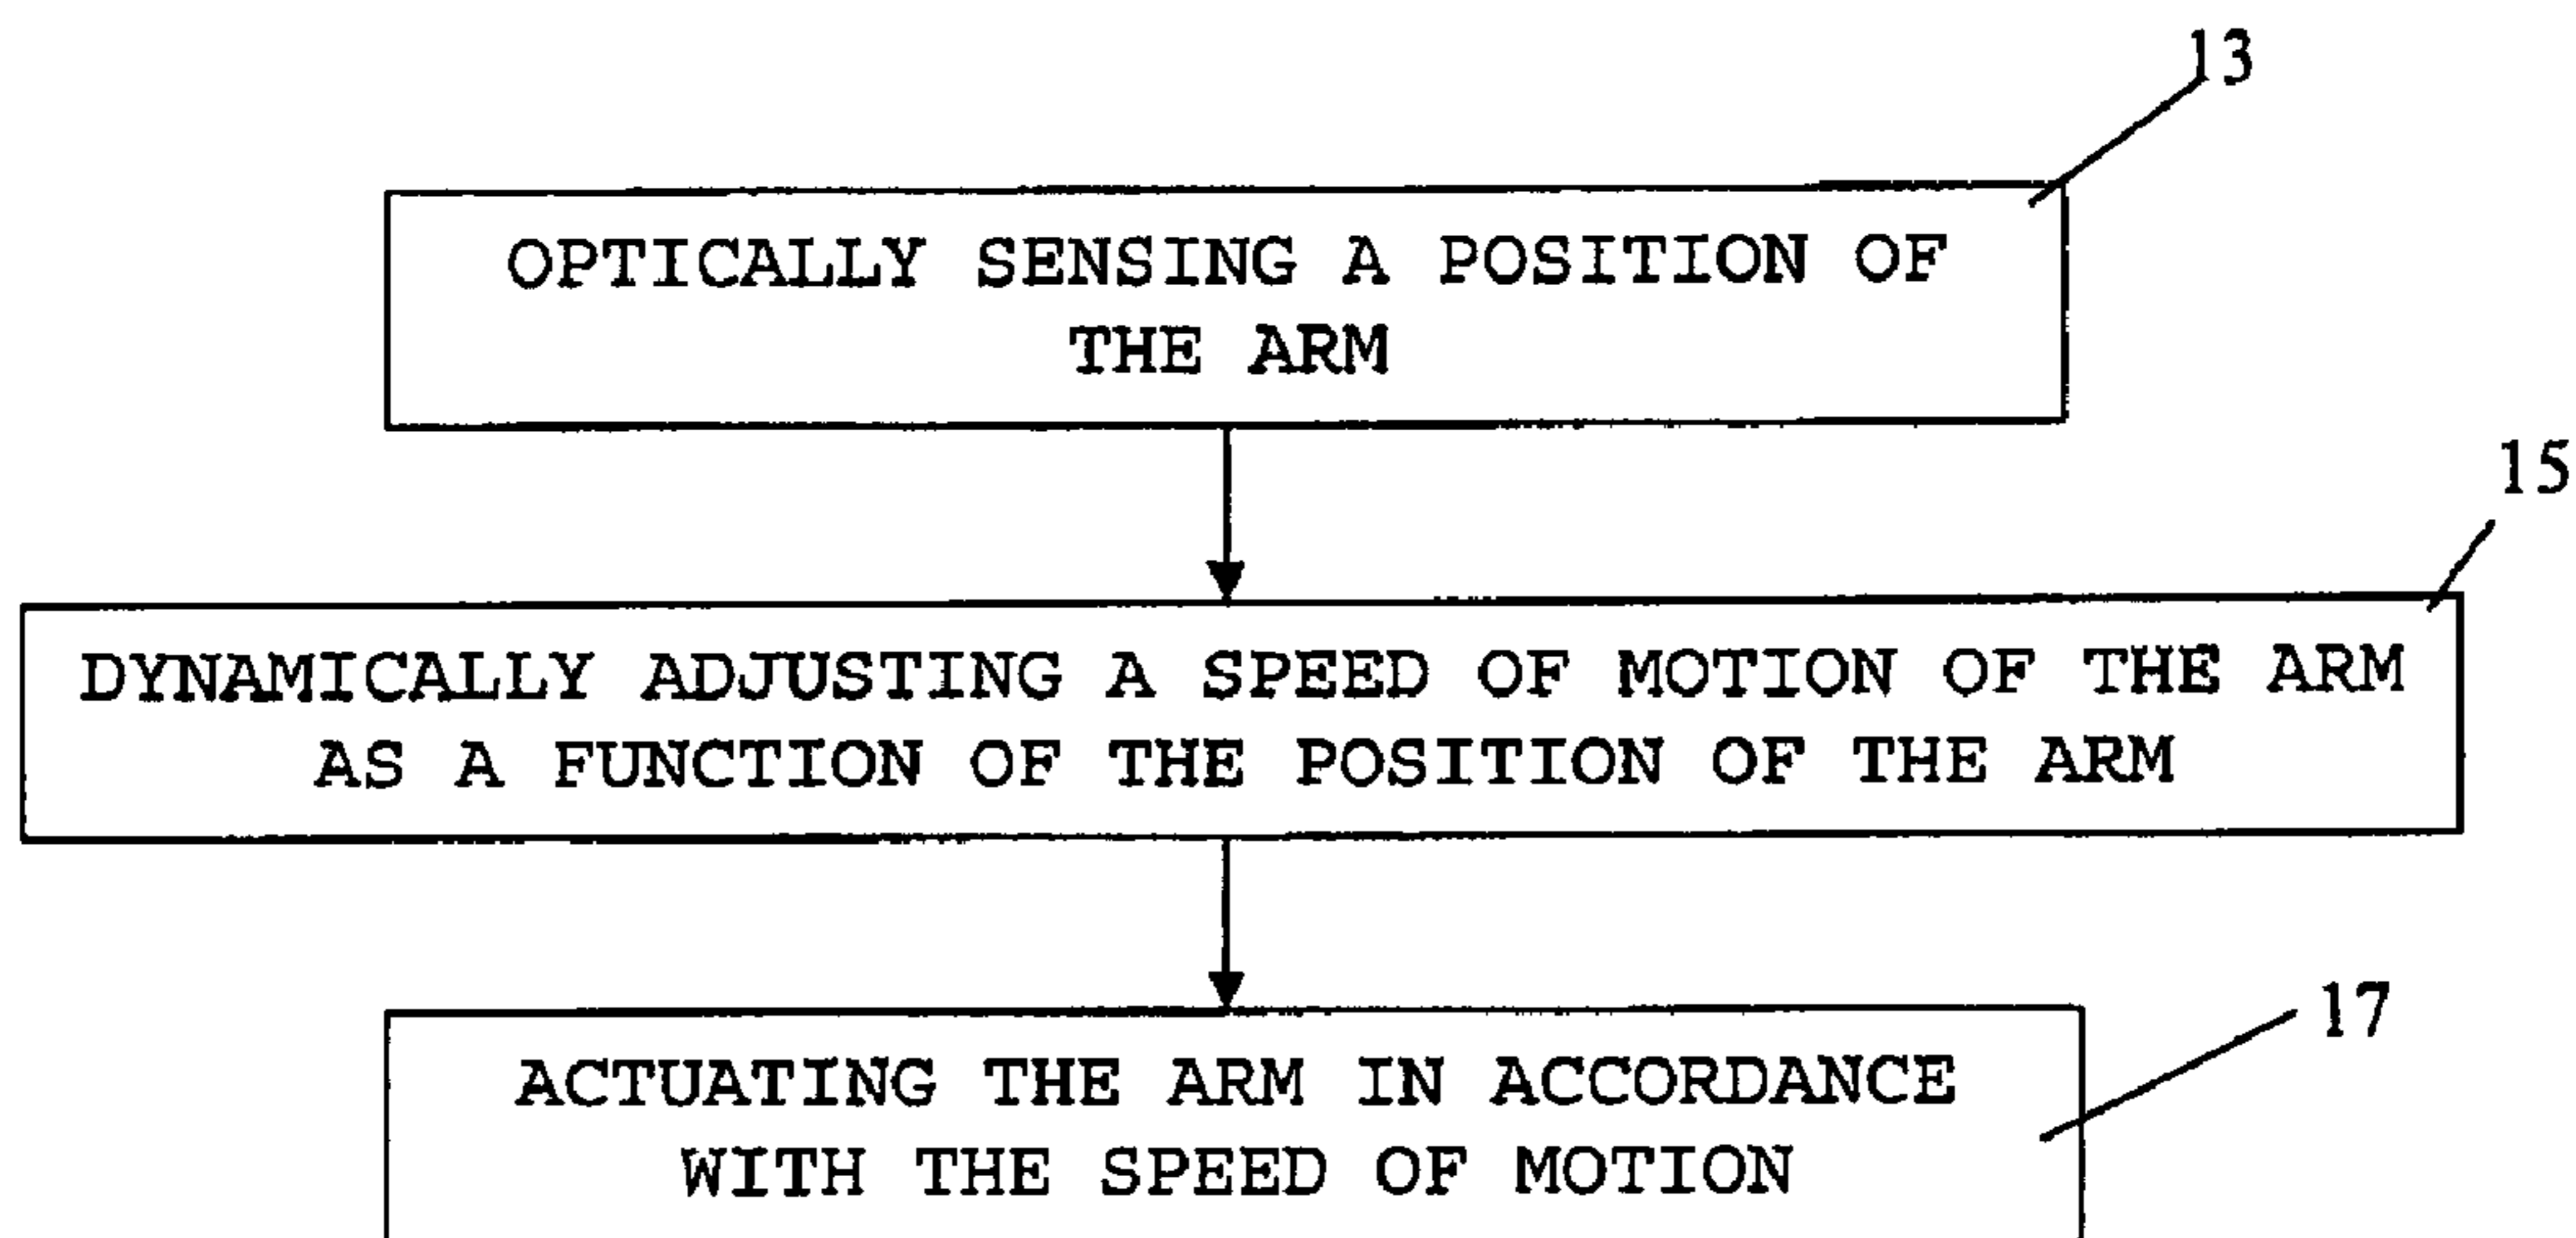 13
OPTICALLY SENSING A POSITION OF
THE ARM
15
DYNAMICALLY ADJUSTING A SPEED OF MOTION OF THE ARM
AS A FUNCTION OF THE POSITION OF THE ARM
17
ACTUATING THE ARM IN ACCORDANCE
WITH THE SPEED OF MOTION